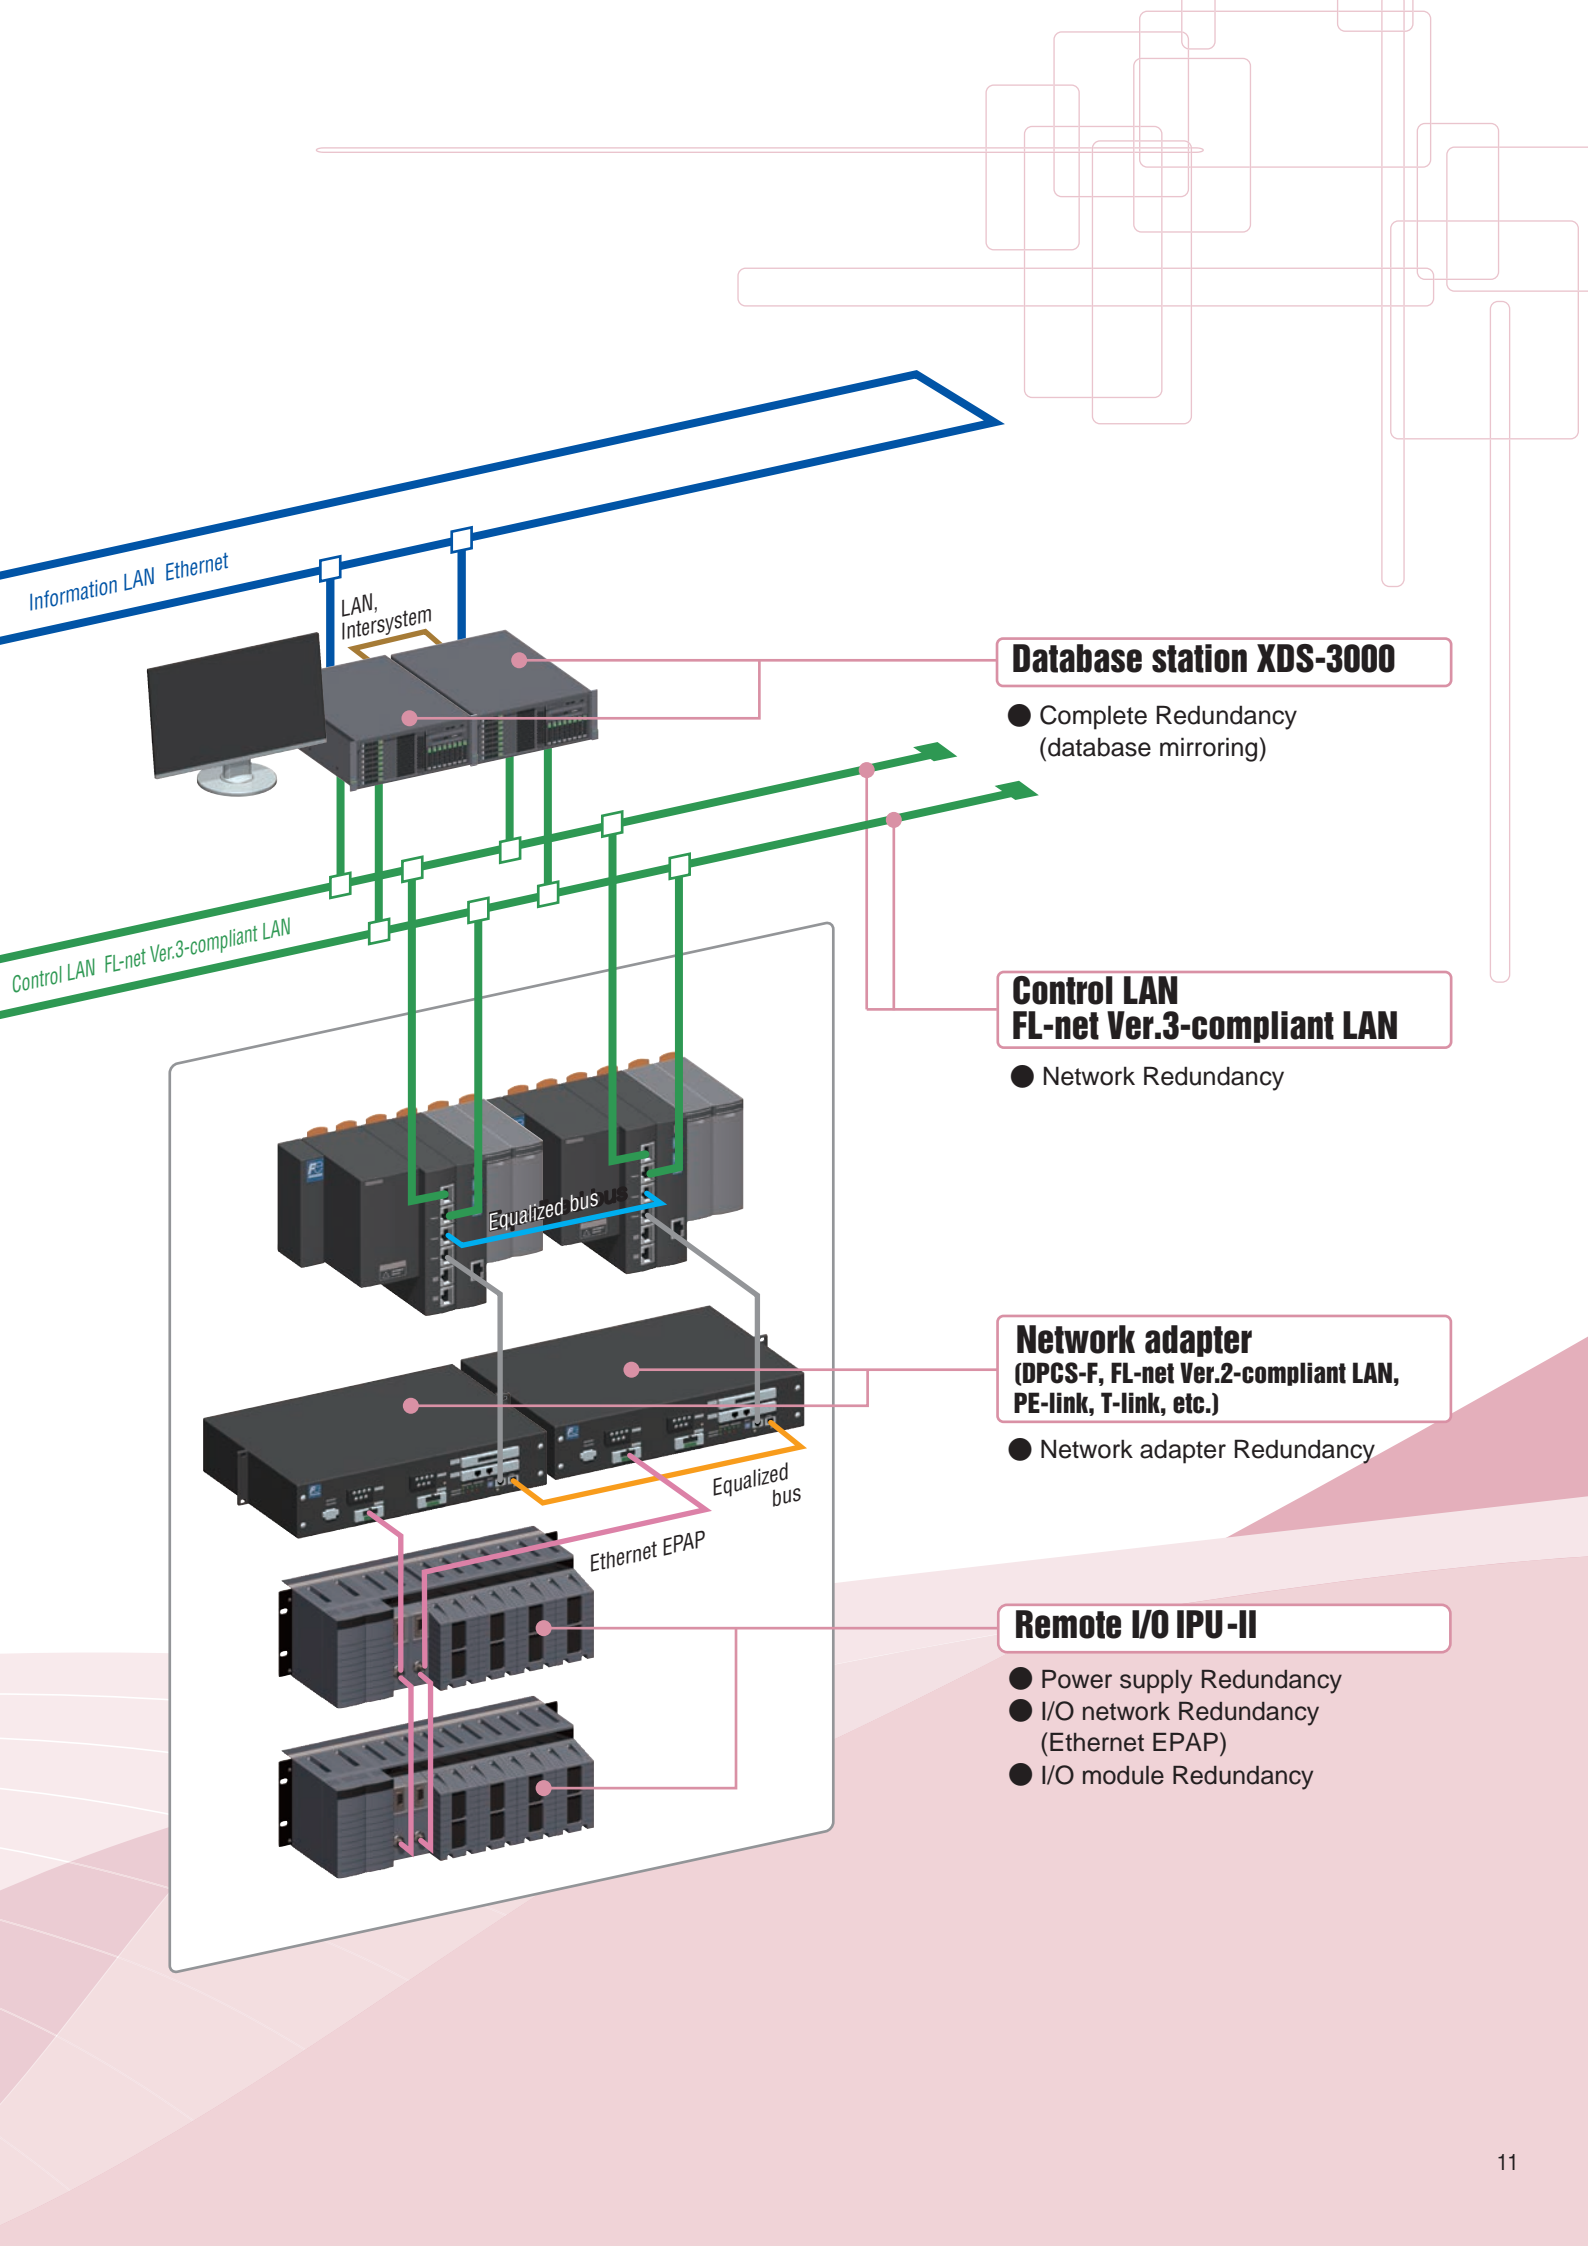 Information LAN  Ethernet
LAN,
Intersystem
Database station XDS-3000
● Complete Redundancy
(database mirroring)
Control LAN  FL-net Ver.3-compliant LAN
Control LAN
FL-net Ver.3-compliant LAN
● Network Redundancy
Equalized bus
Network adapter
(DPCS-F, FL-net Ver.2-compliant LAN,
PE-link, T-link, etc.)
● Network adapter Redundancy
Equalized
bus
Ethernet EPAP
Remote I/O IPU-II
● Power supply Redundancy
● I/O network Redundancy
(Ethernet EPAP)
● I/O module Redundancy
11